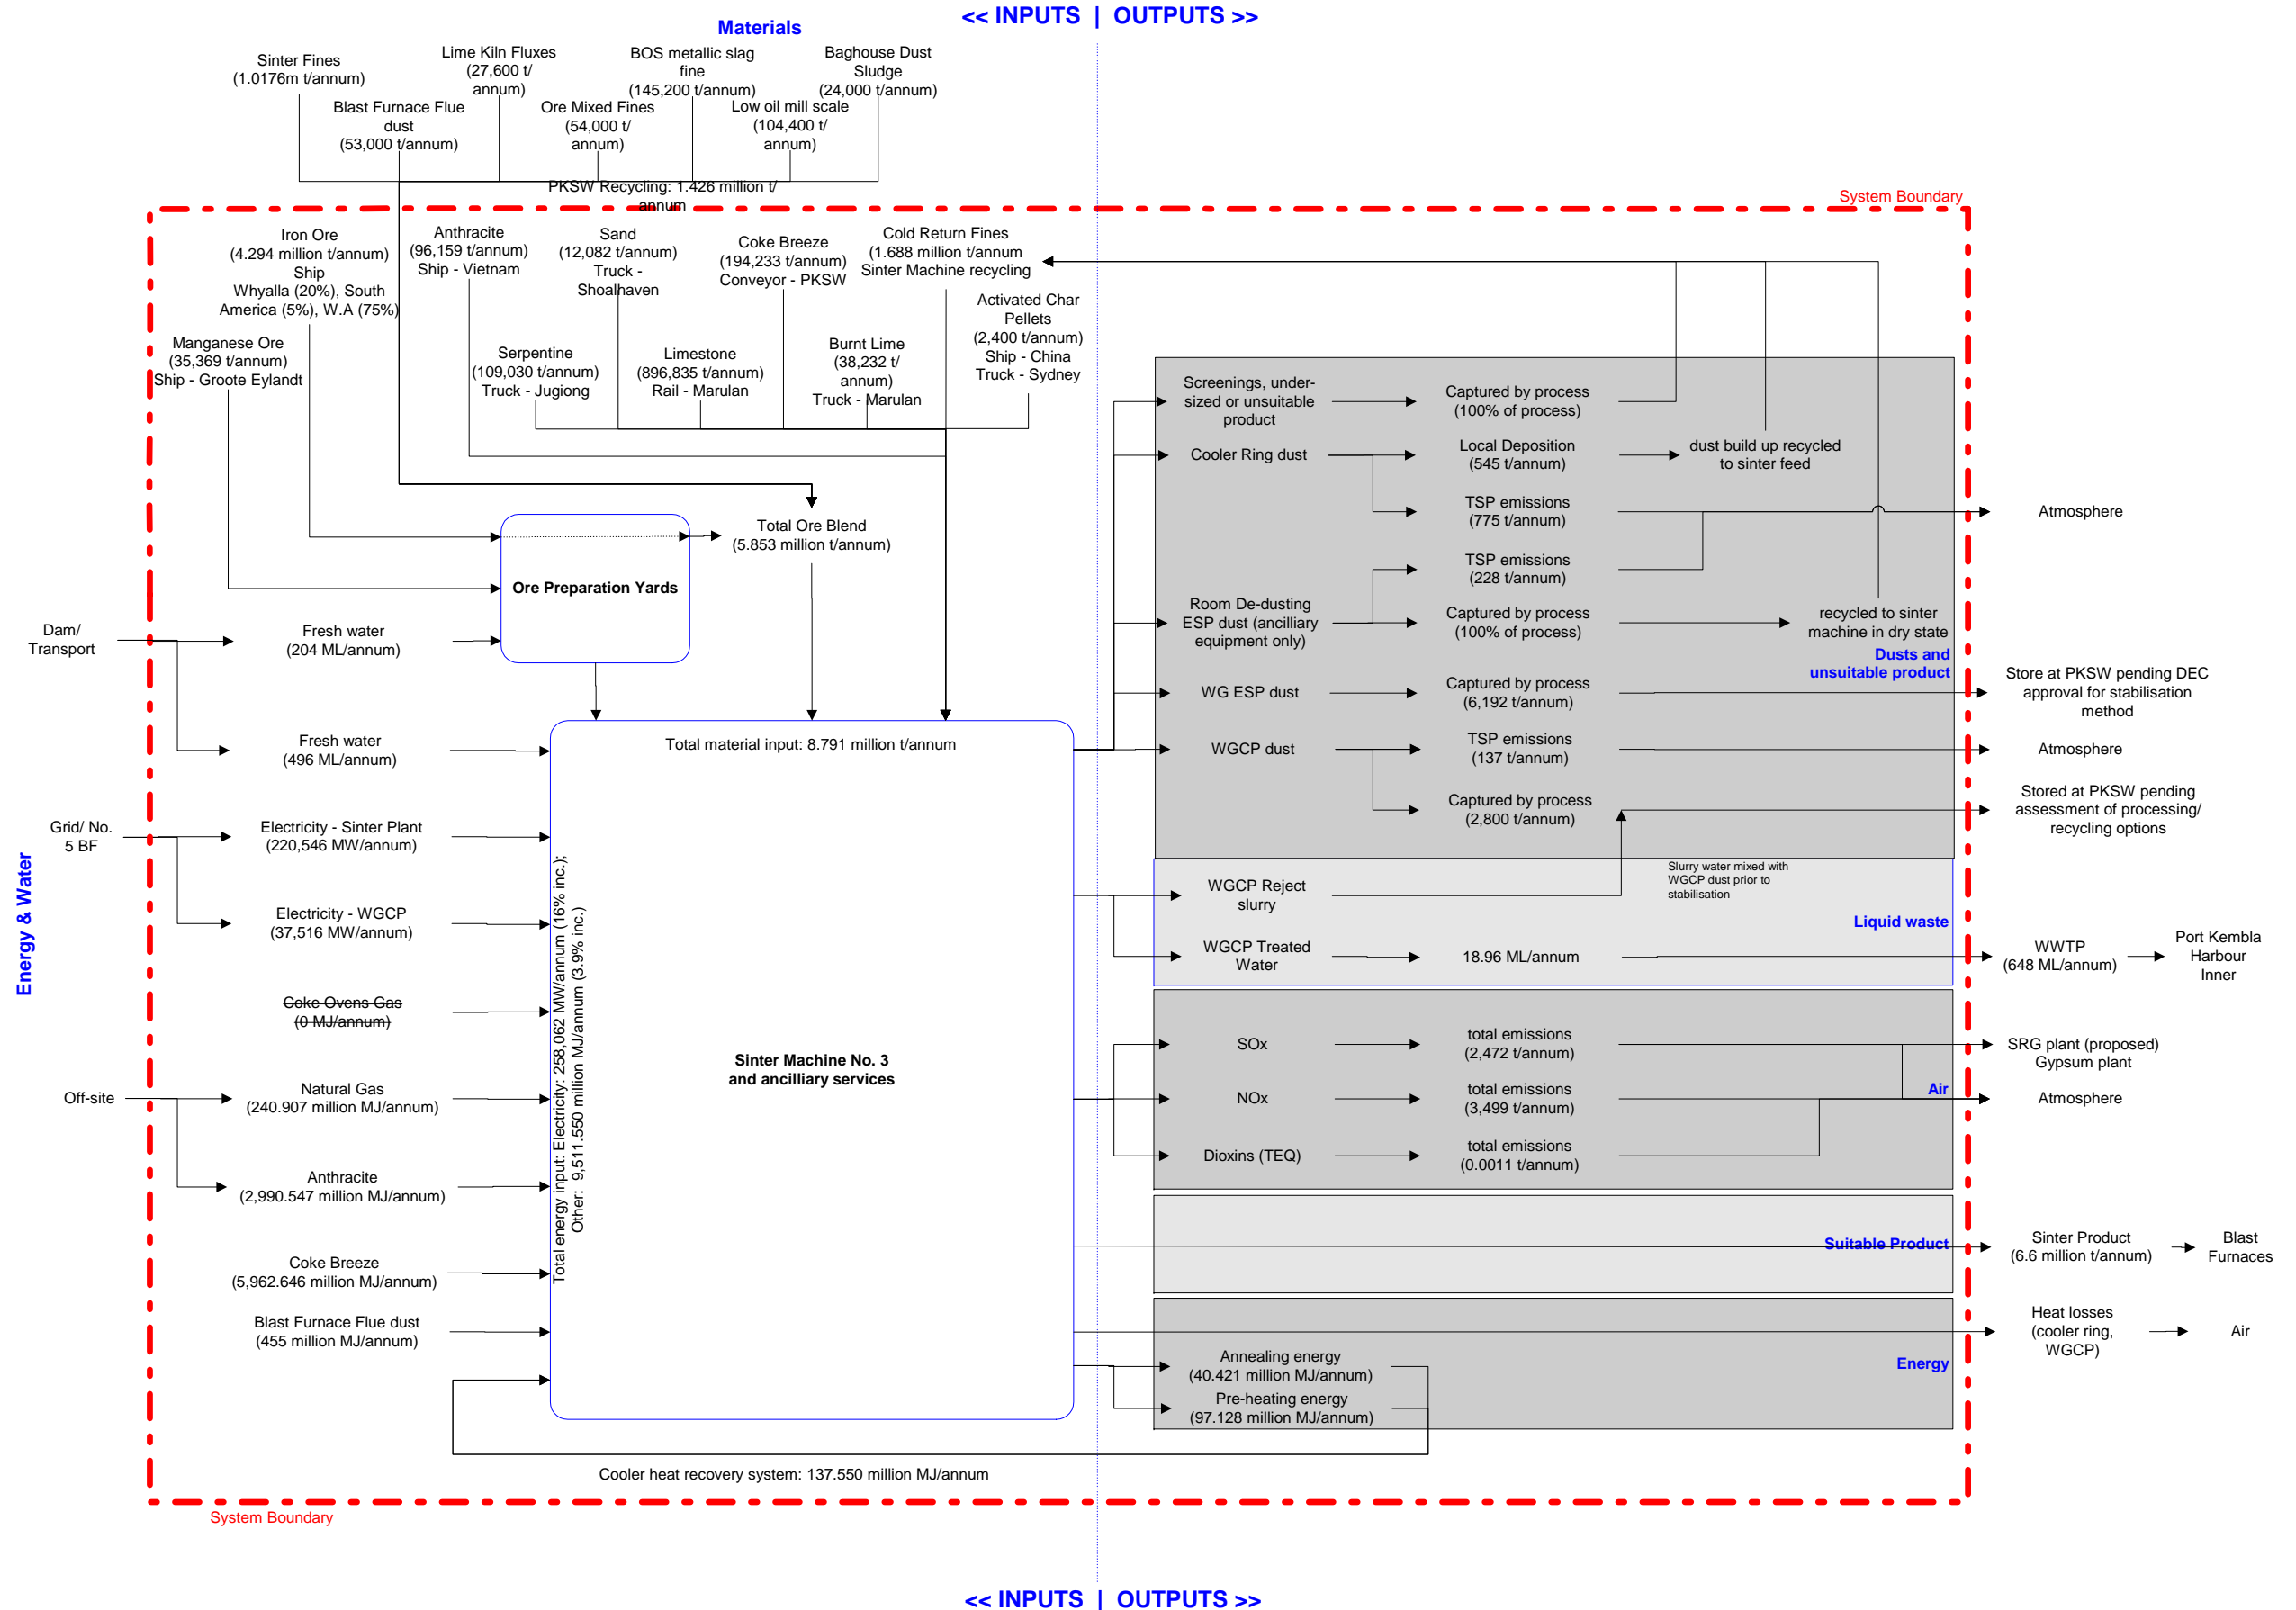 << INPUTS | OUTPUTS >>
Materials
Sinter Fines
(1.0176m t/annum)
Lime Kiln Fluxes
(27,600 t/
annum)
BOS metallic slag
fine
(145,200 t/annum)
Baghouse Dust
Sludge
(24,000 t/annum)
Blast Furnace Flue
dust
(53,000 t/annum)
Ore Mixed Fines
(54,000 t/
annum)
Low oil mill scale
(104,400 t/
annum)
PKSW Recycling: 1.426 million t/
annum
System Boundary
Iron Ore
(4.294 million t/annum)
Ship
Whyalla (20%), South
America (5%), W.A (75%)
Anthracite
(96,159 t/annum)
Ship - Vietnam
Sand
(12,082 t/annum)
Truck -
Shoalhaven
Coke Breeze
(194,233 t/annum)
Conveyor - PKSW
Cold Return Fines
(1.688 million t/annum
Sinter Machine recycling
Activated Char
Pellets
(2,400 t/annum)
Ship - China
Truck - Sydney
Manganese Ore
(35,369 t/annum)
Ship - Groote Eylandt
Serpentine
(109,030 t/annum)
Truck - Jugiong
Limestone
(896,835 t/annum)
Rail - Marulan
Burnt Lime
(38,232 t/
annum)
Truck - Marulan
Total Ore Blend
(5.853 million t/annum)
Ore Preparation Yards
Dam/
Transport
Fresh water
(204 ML/annum)
Fresh water
(496 ML/annum)
Grid/ No.
5 BF
Electricity - Sinter Plant
(220,546 MW/annum)
Electricity - WGCP
(37,516 MW/annum)
Energy & Water
Coke Ovens Gas
(0 MJ/annum)
Off-site
Natural Gas
(240.907 million MJ/annum)
Anthracite
(2,990.547 million MJ/annum)
Coke Breeze
(5,962.646 million MJ/annum)
Blast Furnace Flue dust
(455 million MJ/annum)
Total material input: 8.791 million t/annum
Total energy input: Electricity: 258,062 MW/annum (16% inc.);
Other: 9,511.550 million MJ/annum (3.9% inc.)
Sinter Machine No. 3
and ancilliary services
Cooler heat recovery system: 137.550 million MJ/annum
System Boundary
Screenings, under-
sized or unsuitable
product
Captured by process
(100% of process)
Cooler Ring dust
Local Deposition
(545 t/annum)
dust build up recycled
to sinter feed
TSP emissions
(775 t/annum)
Atmosphere
TSP emissions
(228 t/annum)
Room De-dusting
ESP dust (ancilliary
equipment only)
Captured by process
(100% of process)
recycled to sinter
machine in dry state
Dusts and
unsuitable product
WG ESP dust
Captured by process
(6,192 t/annum)
Store at PKSW pending DEC
approval for stabilisation
method
WGCP dust
TSP emissions
(137 t/annum)
Atmosphere
Captured by process
(2,800 t/annum)
Stored at PKSW pending
assessment of processing/
recycling options
WGCP Reject
slurry
Slurry water mixed with
WGCP dust prior to
stabilisation
Liquid waste
WGCP Treated
Water
18.96 ML/annum
WWTP
(648 ML/annum)
Port Kembla
Harbour
Inner
SOx
total emissions
(2,472 t/annum)
SRG plant (proposed)
Gypsum plant
Air
NOx
total emissions
(3,499 t/annum)
Atmosphere
Dioxins (TEQ)
total emissions
(0.0011 t/annum)
Suitable Product
Sinter Product
(6.6 million t/annum)
Blast
Furnaces
Heat losses
(cooler ring,
WGCP)
Air
Energy
Annealing energy
(40.421 million MJ/annum)
Pre-heating energy
(97.128 million MJ/annum)
<< INPUTS | OUTPUTS >>